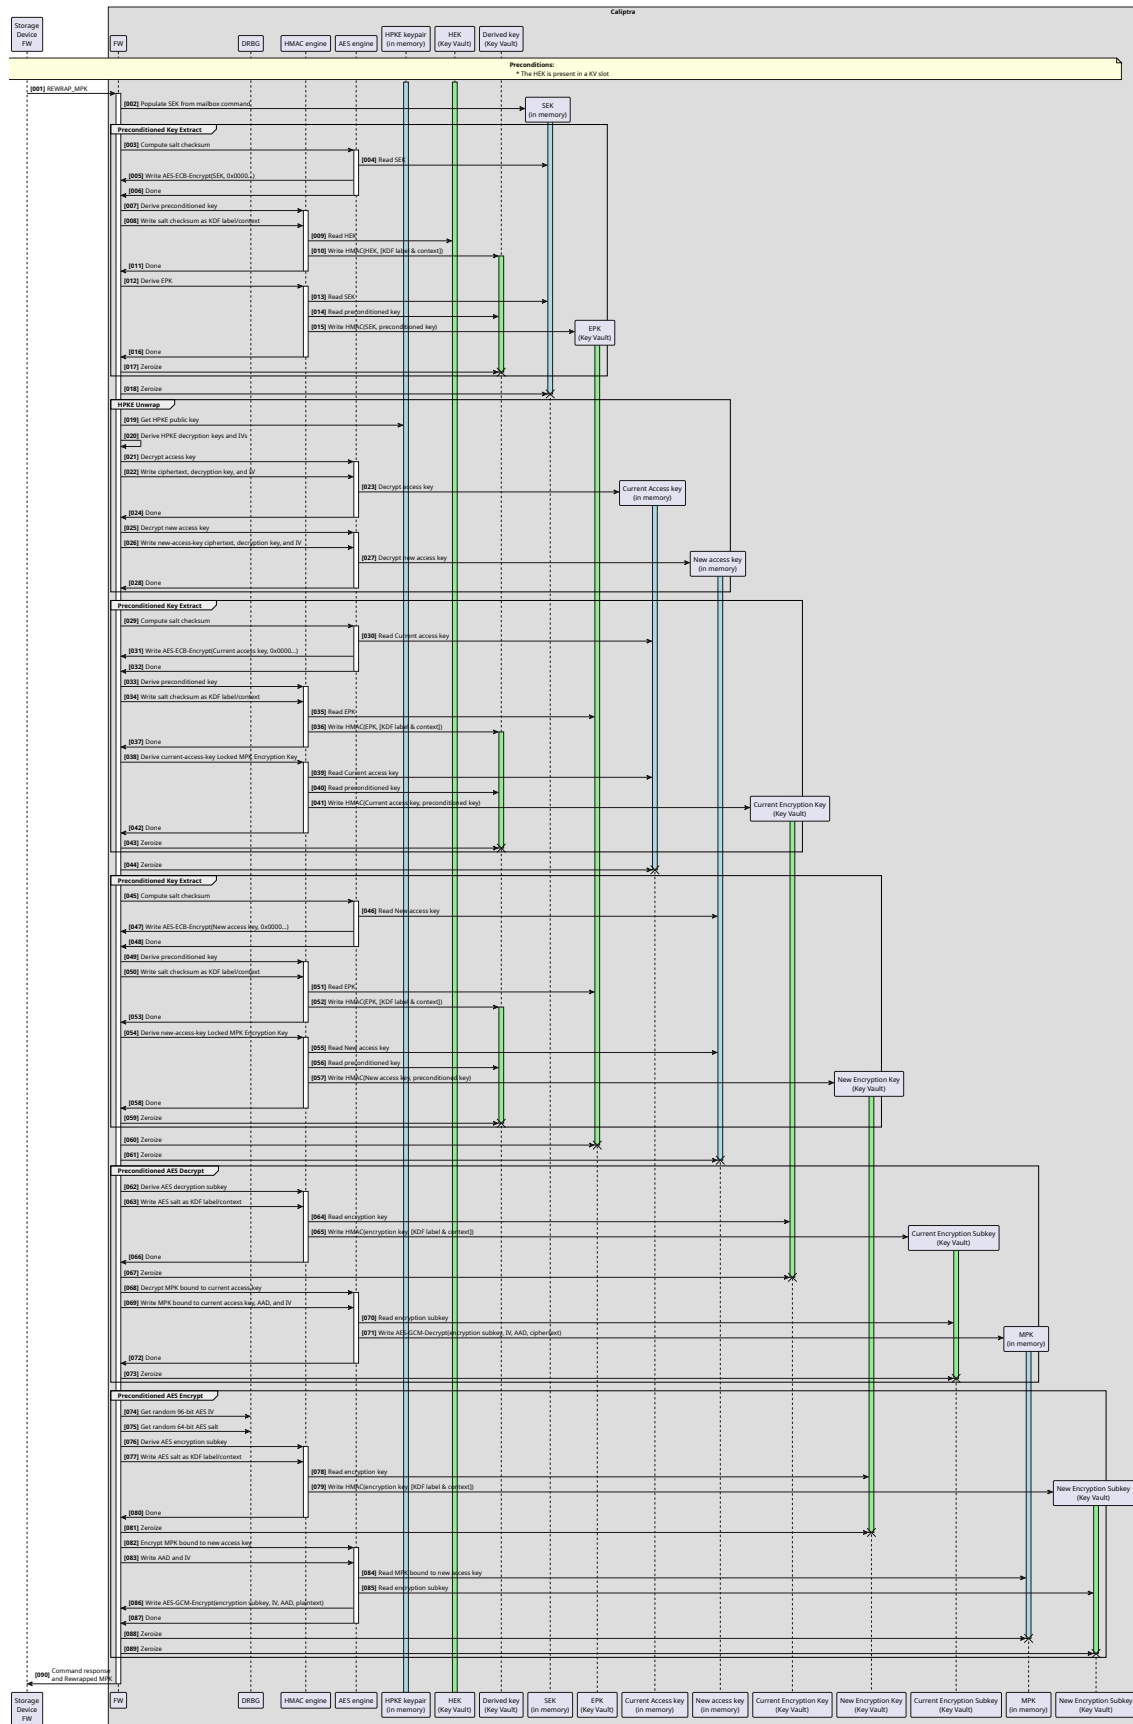 Caliptra
Storage
Device
FW
FW
DRBG
HMAC engine
AES engine
HPKE keypair
(in memory)
HEK
(Key Vault)
Derived key
(Key Vault)
Preconditions:
* The HEK is present in a KV slot
[001] REWRAP_MPK
[002] Populate SEK from mailbox command
SEK
(in memory)
Preconditioned Key Extract
[003] Compute salt checksum
[004] Read SEK
[005] Write AES-ECB-Encrypt(SEK, 0x0000...)
[006] Done
[007] Derive preconditioned key
[008] Write salt checksum as KDF label/context
[009] Read HEK
[010] Write HMAC(HEK, [KDF label & context])
[011] Done
[012] Derive EPK
[013] Read SEK
[014] Read preconditioned key
[015] Write HMAC(SEK, preconditioned key)
EPK
(Key Vault)
[016] Done
[017] Zeroize
[018] Zeroize
HPKE Unwrap
[019] Get HPKE public key
[020] Derive HPKE decryption keys and IVs
[021] Decrypt access key
[022] Write ciphertext, decryption key, and IV
[023] Decrypt access key
Current Access key
(in memory)
[024] Done
[025] Decrypt new access key
[026] Write new-access-key ciphertext, decryption key, and IV
[027] Decrypt new access key
New access key
(in memory)
[028] Done
Preconditioned Key Extract
[029] Compute salt checksum
[030] Read Current access key
[031] Write AES-ECB-Encrypt(Current access key, 0x0000...)
[032] Done
[033] Derive preconditioned key
[034] Write salt checksum as KDF label/context
[035] Read EPK
[036] Write HMAC(EPK, [KDF label & context])
[037] Done
[038] Derive current-access-key Locked MPK Encryption Key
[039] Read Current access key
[040] Read preconditioned key
[041] Write HMAC(Current access key, preconditioned key)
Current Encryption Key
(Key Vault)
[042] Done
[043] Zeroize
[044] Zeroize
Preconditioned Key Extract
[045] Compute salt checksum
[046] Read New access key
[047] Write AES-ECB-Encrypt(New access key, 0x0000...)
[048] Done
[049] Derive preconditioned key
[050] Write salt checksum as KDF label/context
[051] Read EPK
[052] Write HMAC(EPK, [KDF label & context])
[053] Done
[054] Derive new-access-key Locked MPK Encryption Key
[055] Read New access key
[056] Read preconditioned key
[057] Write HMAC(New access key, preconditioned key)
New Encryption Key
(Key Vault)
[058] Done
[059] Zeroize
[060] Zeroize
[061] Zeroize
Preconditioned AES Decrypt
[062] Derive AES decryption subkey
[063] Write AES salt as KDF label/context
[064] Read encryption key
[065] Write HMAC(encryption key, [KDF label & context])
Current Encryption Subkey
(Key Vault)
[066] Done
[067] Zeroize
[068] Decrypt MPK bound to current access key
[069] Write MPK bound to current access key, AAD, and IV
[070] Read encryption subkey
[071] Write AES-GCM-Decrypt(encryption subkey, IV, AAD, ciphertext)
MPK
(in memory)
[072] Done
[073] Zeroize
Preconditioned AES Encrypt
[074] Get random 96-bit AES IV
[075] Get random 64-bit AES salt
[076] Derive AES encryption subkey
[077] Write AES salt as KDF label/context
[078] Read encryption key
[079] Write HMAC(encryption key, [KDF label & context])
New Encryption Subkey
(Key Vault)
[080] Done
[081] Zeroize
[082] Encrypt MPK bound to new access key
[083] Write AAD and IV
[084] Read MPK bound to new access key
[085] Read encryption subkey
[086] Write AES-GCM-Encrypt(encryption subkey, IV, AAD, plaintext)
[087] Done
[088] Zeroize
[089] Zeroize
[090] Command response
and Rewrapped MPK
Storage
Device
FW
FW
DRBG
HMAC engine
AES engine
HPKE keypair
(in memory)
HEK
(Key Vault)
Derived key
(Key Vault)
SEK
(in memory)
EPK
(Key Vault)
Current Access key
(in memory)
New access key
(in memory)
Current Encryption Key
(Key Vault)
New Encryption Key
(Key Vault)
Current Encryption Subkey
(Key Vault)
MPK
(in memory)
New Encryption Subkey
(Key Vault)